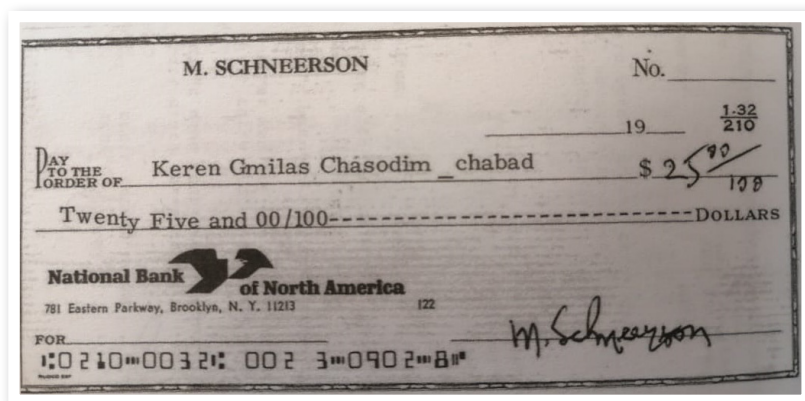 M. SCHNEERSON
No.
1-32
210
19
PAY TO THE ORDER OF Keren Gmilas Chasodim _chabad $ 25 00/100
Twenty Five and 00/100------------------------------- DOLLARS
National Bank of North America
781 Eastern Parkway, Brooklyn, N. Y. 11213 122
FOR
M. Schneerson
⑆0210⑉0032⑆ 002 3⑉0902⑉8⑈